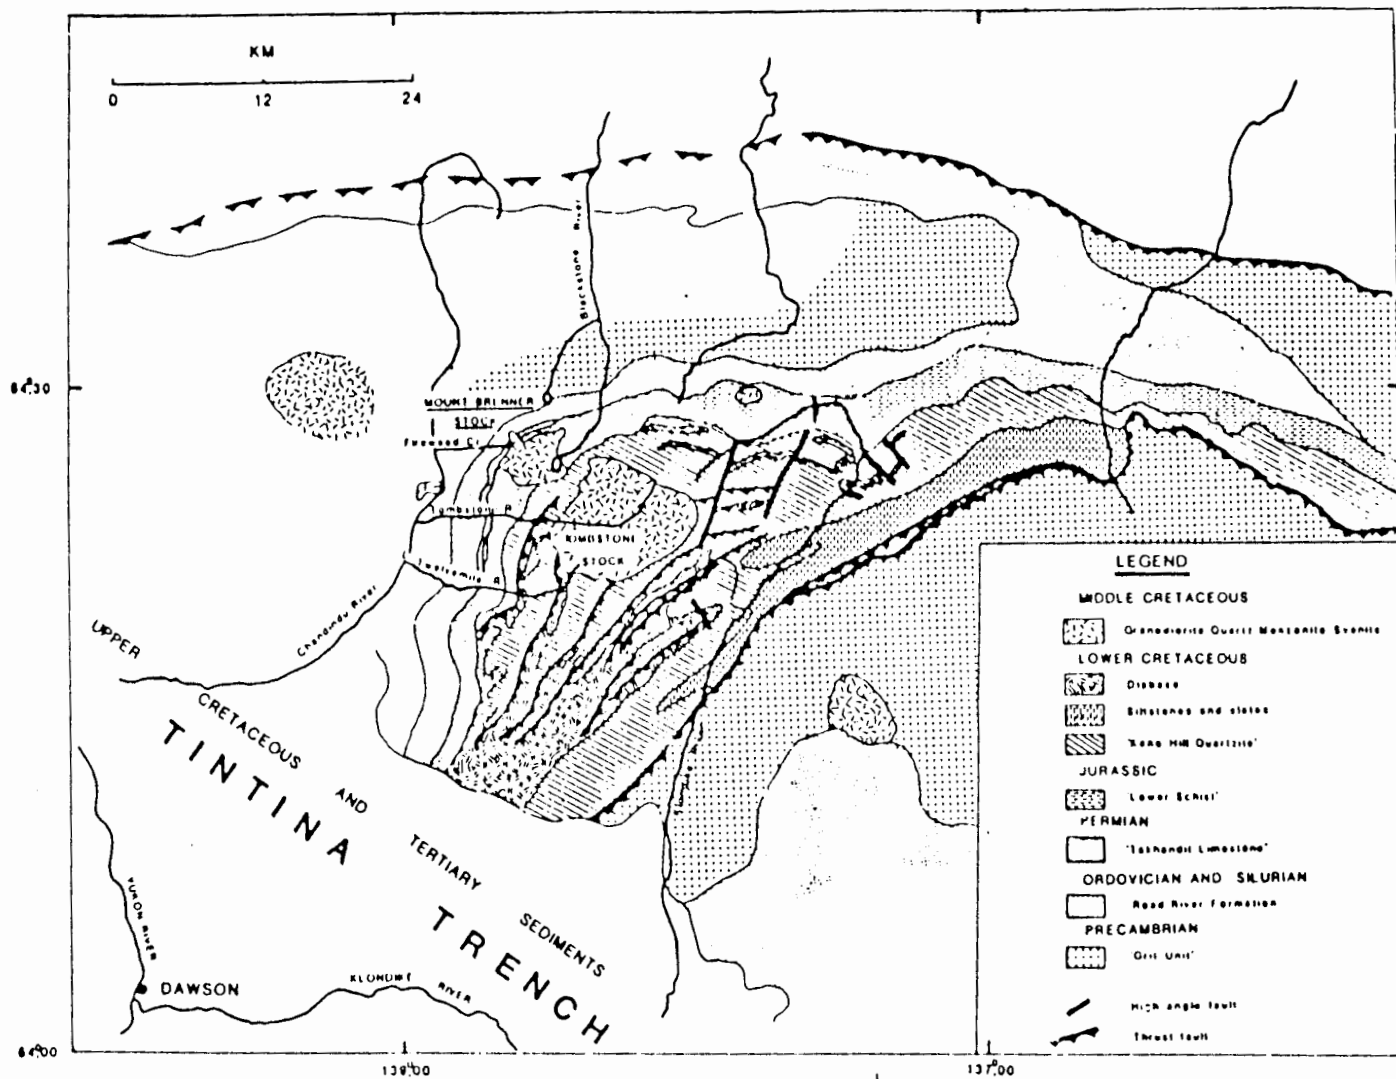 KM
0 12 24
Blackstone River
64°30
MOUNT BRENNER
STOCK
Tombstone R.
TOMBSTONE
STOCK
Twelvemile R
Chandindu River
UPPER
CRETACEOUS AND TERTIARY SEDIMENTS
TINTINA TRENCH
YUKON RIVER
DAWSON
KLONDIKE RIVER
64°00
139°00
137°00
LEGEND
MIDDLE CRETACEOUS
Granodiorite Quartz Monzonite Syenite
LOWER CRETACEOUS
Diabase
Siltstones and slates
'Keno Hill Quartzite'
JURASSIC
'Lower Schist'
PERMIAN
'Takhandit Limestone'
ORDOVICIAN AND SILURIAN
Road River Formation
PRECAMBRIAN
'Grit Unit'
High angle fault
Thrust fault